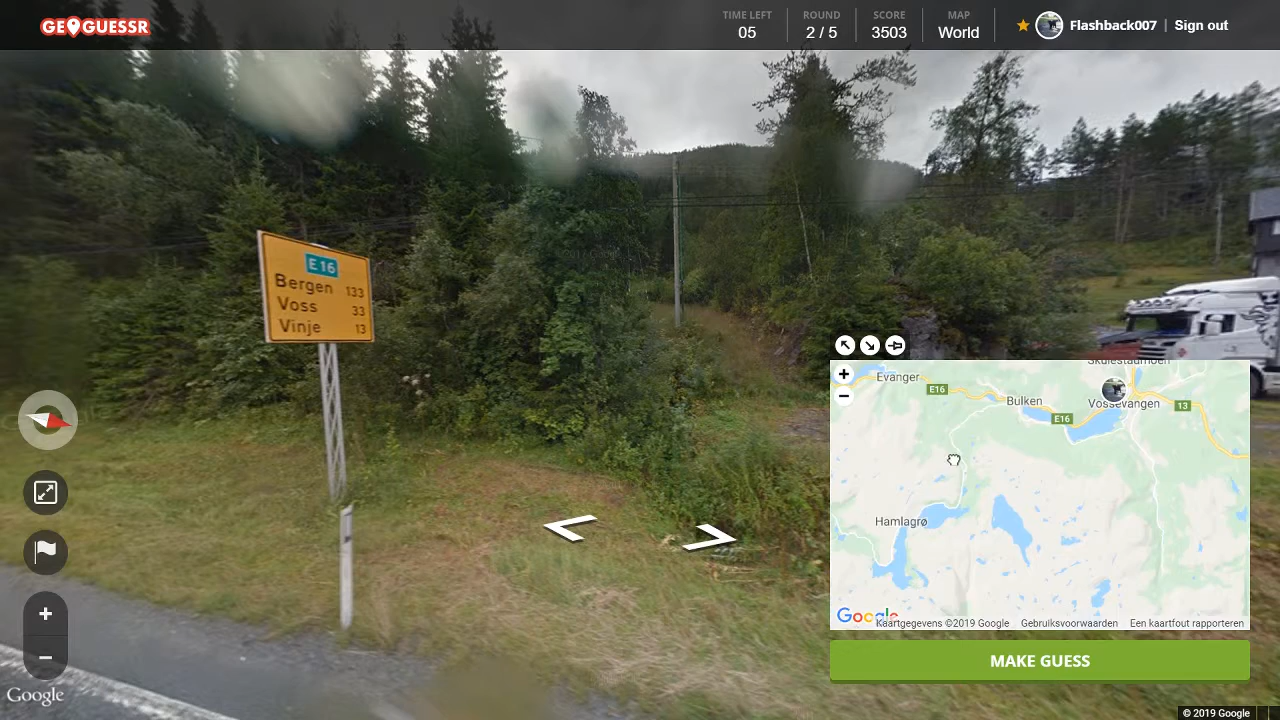 GEOGUESSR
TIME LEFT
05
ROUND
2 / 5
SCORE
3503
MAP
World
Flashback007 | Sign out
E16
Bergen 133
Voss 33
Vinje 13
Skulestadmoen
Evanger
E16
Bulken
E16
Vossevangen
13
Hamlagrø
Google
Kaartgegevens ©2019 Google
Gebruiksvoorwaarden
Een kaartfout rapporteren
MAKE GUESS
Google
© 2019 Google